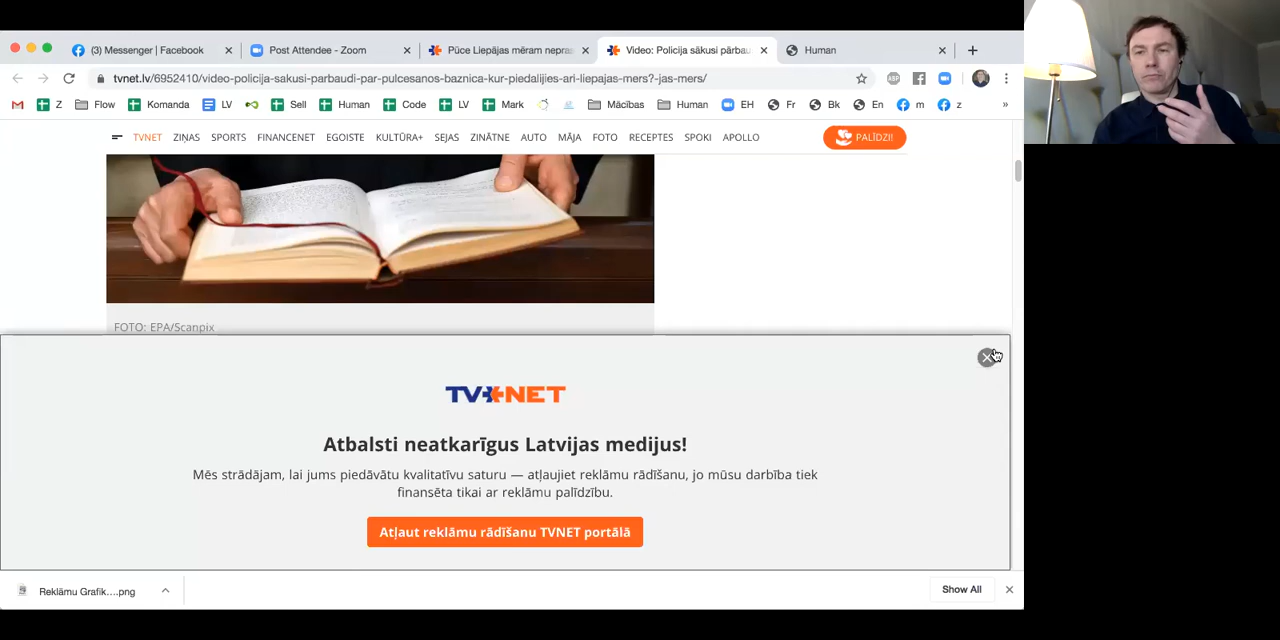 (3) Messenger | Facebook
Post Attendee - Zoom
Pūce Liepājas mēram nepras
Video: Policija sākusi pārbau
Human
tvnet.lv/6952410/video-policija-sakusi-parbaudi-par-pulcesanos-baznica-kur-piedalijies-ari-liepajas-mers?-jas-mers/
ABP
Z Flow Komanda LV Sell Human Code LV Mark Mācības Human EH Fr Bk En m z »
TVNET ZIŅAS SPORTS FINANCENET EGOISTE KULTŪRA+ SEJAS ZINĀTNE AUTO MĀJA FOTO RECEPTES SPOKI APOLLO PALĪDZI!
FOTO: EPA/Scanpix
TVNET
Atbalsti neatkarīgus Latvijas medijus!
Mēs strādājam, lai jums piedāvātu kvalitatīvu saturu — atļaujiet reklāmu rādīšanu, jo mūsu darbība tiek
finansēta tikai ar reklāmu palīdzību.
Atļaut reklāmu rādīšanu TVNET portālā
Reklāmu Grafik....png
Show All